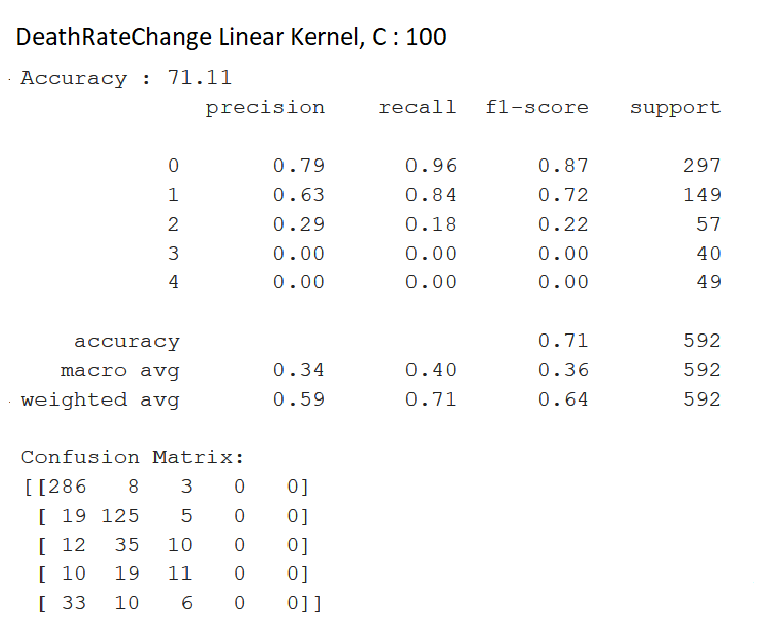 DeathRateChange Linear Kernel, C : 100
Accuracy : 71.11
precision recall f1-score support
0 0.79 0.96 0.87 297
1 0.63 0.84 0.72 149
2 0.29 0.18 0.22 57
3 0.00 0.00 0.00 40
4 0.00 0.00 0.00 49
accuracy 0.71 592
macro avg 0.34 0.40 0.36 592
weighted avg 0.59 0.71 0.64 592
Confusion Matrix:
[[286 8 3 0 0]
[ 19 125 5 0 0]
[ 12 35 10 0 0]
[ 10 19 11 0 0]
[ 33 10 6 0 0]]